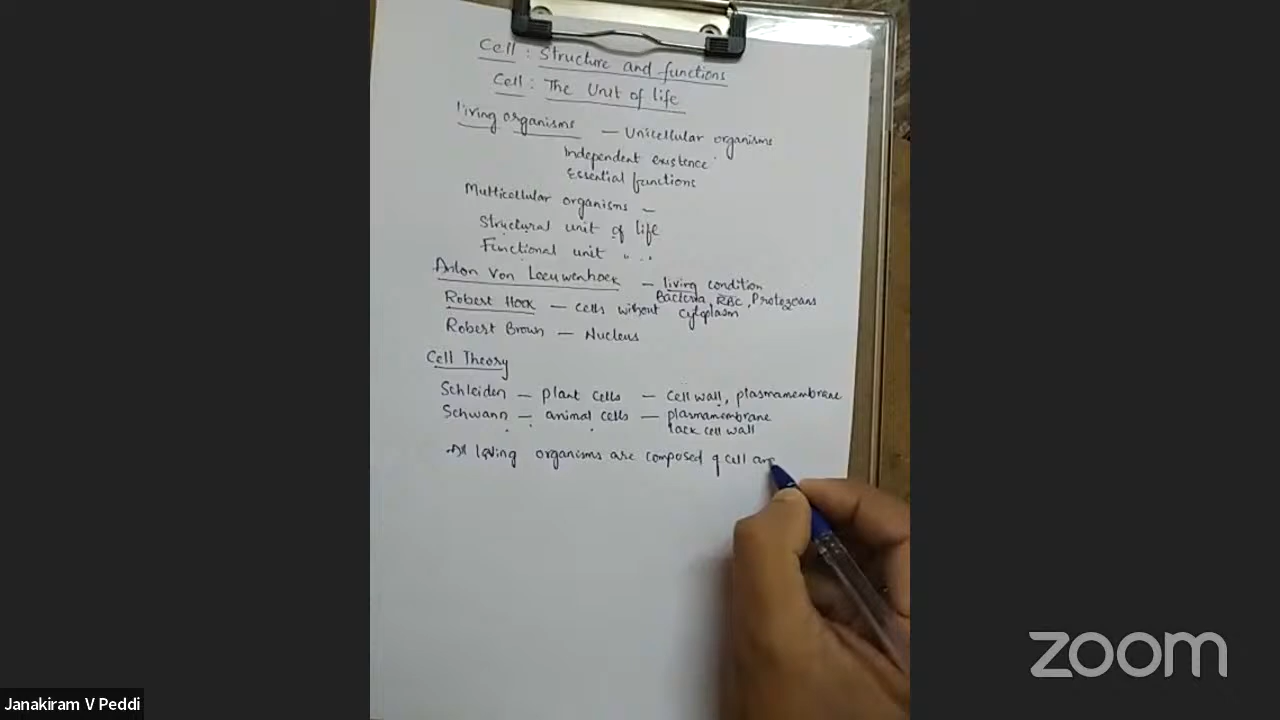 Cell : Structure and functions
Cell : The Unit of life
living organisms — Unicellular organisms
Independent existence
Essential functions
Multicellular organisms —
Structural unit of life
Functional unit " "
Anton Von Leeuwenhoek — living condition
Bacteria, RBC, Protozoans
Robert Hook — cells without cytoplasm
Robert Brown — Nucleus
Cell Theory
Schleiden — plant cells — cell wall, plasmamembrane
Schwann — animal cells — plasmamembrane
lack cell wall
All living organisms are composed of cell an
zoom
Janakiram V Peddi